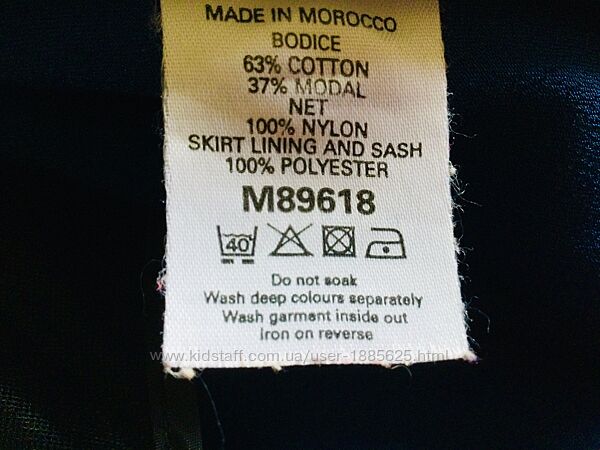 MADE IN MOROCCO
BODICE
63% COTTON
37% MODAL
NET
100% NYLON
SKIRT LINING AND SASH
100% POLYESTER
M89618
40
Do not soak
Wash deep colours separately
Wash garment inside out
Iron on reverse
www.kidstaff.com.ua/user-1885625.html